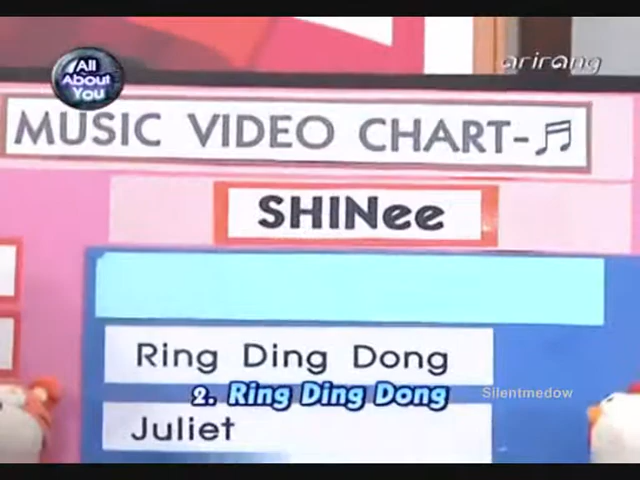 All
About
You
arirang
MUSIC VIDEO CHART-♬
SHINee
Ring Ding Dong
2. Ring Ding Dong
Silentmedow
Juliet